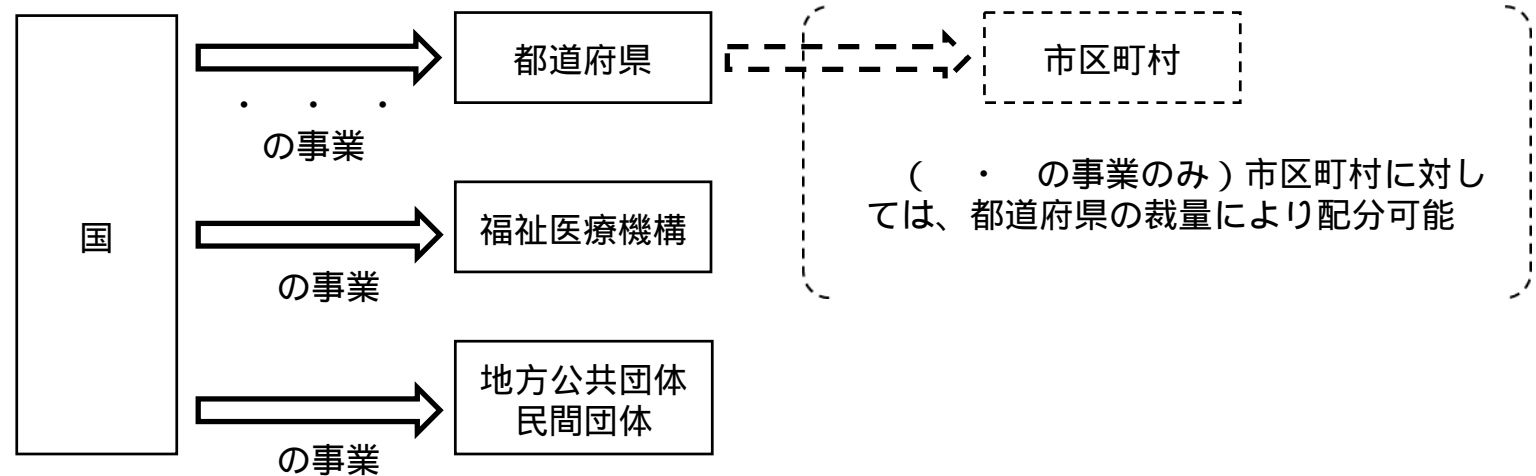 国
都道府県
・　・　・
の事業
市区町村
（　・　の事業のみ）市区町村に対し
ては、都道府県の裁量により配分可能
福祉医療機構
の事業
地方公共団体
民間団体
の事業